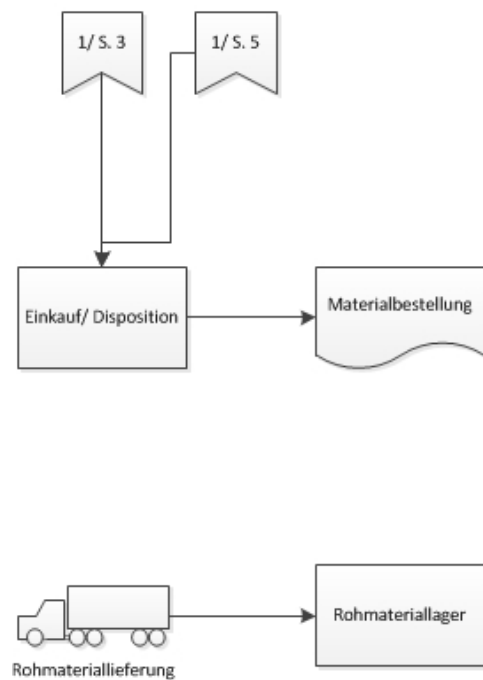 1/ S. 3
1/ S. 5
Einkauf/ Disposition
Materialbestellung
Rohmateriallager
Rohmateriallieferung